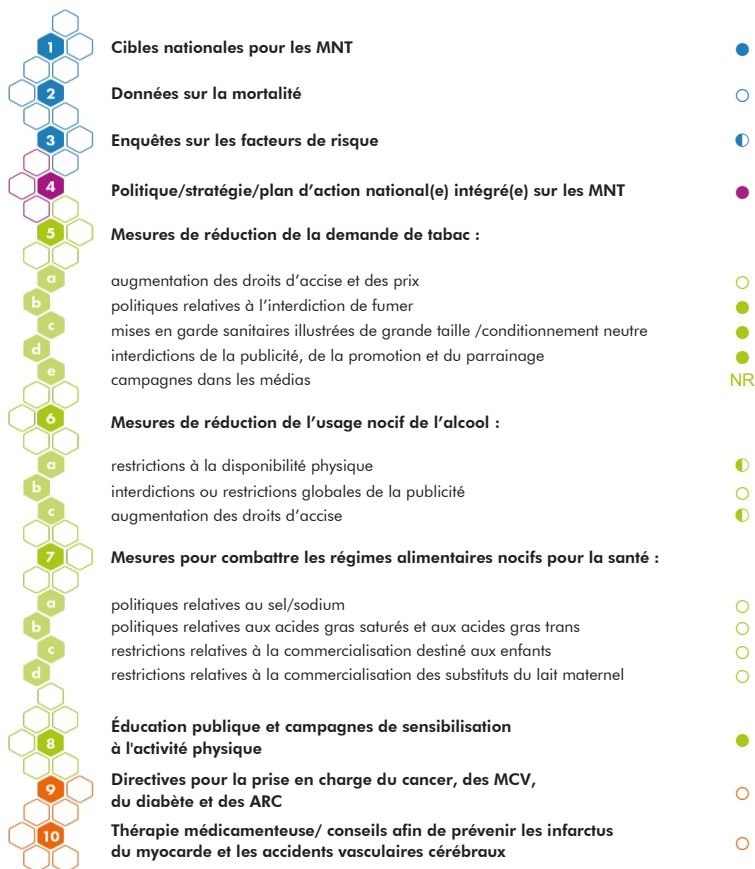 1 Cibles nationales pour les MNT ●
2 Données sur la mortalité ○
3 Enquêtes sur les facteurs de risque ◐
4 Politique/stratégie/plan d'action national(e) intégré(e) sur les MNT ●
5 Mesures de réduction de la demande de tabac :
a augmentation des droits d'accise et des prix ○
b politiques relatives à l'interdiction de fumer ●
c mises en garde sanitaires illustrées de grande taille /conditionnement neutre ●
d interdictions de la publicité, de la promotion et du parrainage ●
e campagnes dans les médias NR
6 Mesures de réduction de l'usage nocif de l'alcool :
a restrictions à la disponibilité physique ◐
b interdictions ou restrictions globales de la publicité ○
c augmentation des droits d'accise ◐
7 Mesures pour combattre les régimes alimentaires nocifs pour la santé :
a politiques relatives au sel/sodium ○
b politiques relatives aux acides gras saturés et aux acides gras trans ○
c restrictions relatives à la commercialisation destiné aux enfants ○
d restrictions relatives à la commercialisation des substituts du lait maternel ○
Éducation publique et campagnes de sensibilisation
8 à l'activité physique ●
9 Directives pour la prise en charge du cancer, des MCV,
du diabète et des ARC ○
10 Thérapie médicamenteuse/ conseils afin de prévenir les infarctus
du myocarde et les accidents vasculaires cérébraux ○